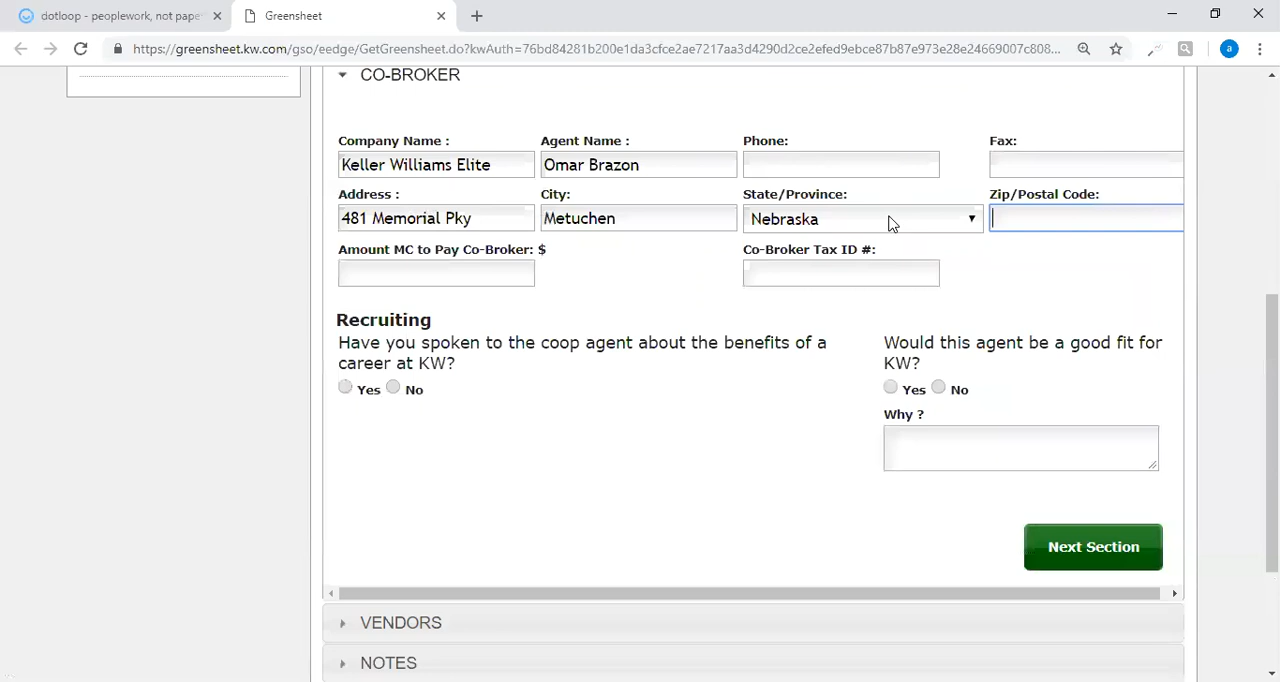 dotloop - peoplework, not pape
Greensheet
https://greensheet.kw.com/gso/eedge/GetGreensheet.do?kwAuth=76bd84281b200e1da3cfce2ae7217aa3d4290d2ce2efed9ebce87b87e973e28e24669007c808...
a
CO-BROKER
Company Name : Agent Name : Phone: Fax:
Keller Williams Elite Omar Brazon
Address : City: State/Province: Zip/Postal Code:
481 Memorial Pky Metuchen Nebraska
Amount MC to Pay Co-Broker: $ Co-Broker Tax ID #:
Recruiting
Have you spoken to the coop agent about the benefits of a Would this agent be a good fit for
career at KW? KW?
Yes No Yes No
Why ?
Next Section
VENDORS
NOTES